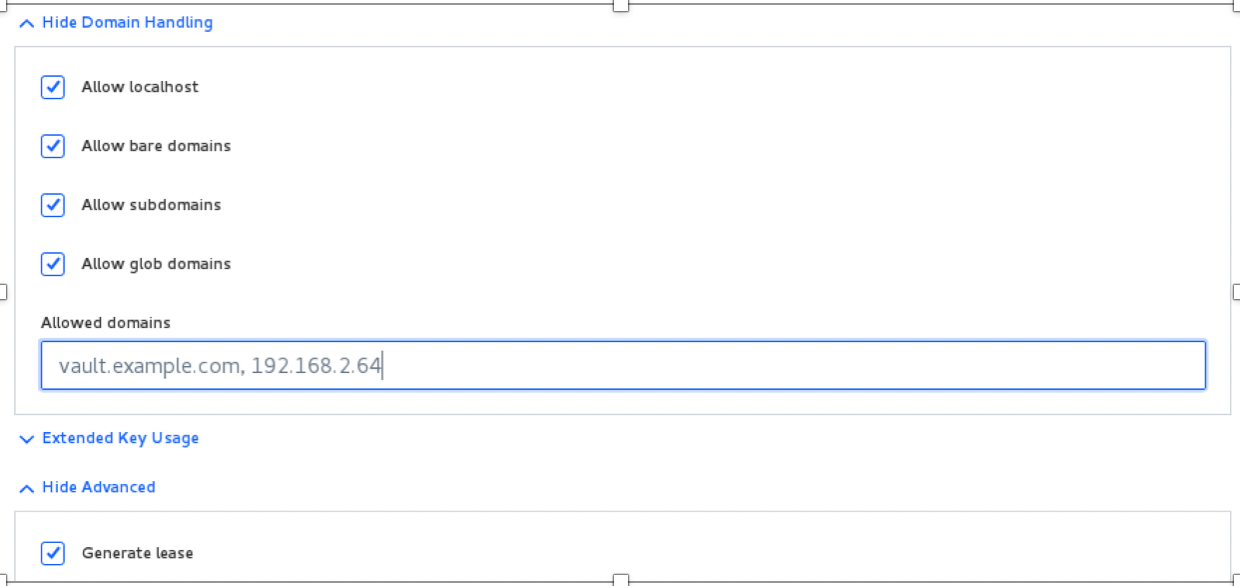 Hide Domain Handling
Allow localhost
Allow bare domains
Allow subdomains
Allow glob domains
Allowed domains
vault.example.com, 192.168.2.64
Extended Key Usage
Hide Advanced
Generate lease